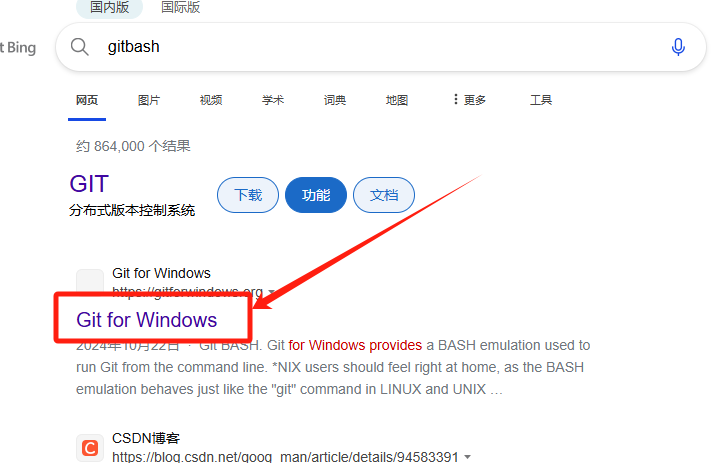 国内版 国际版
t Bing
gitbash
网页 图片 视频 学术 词典 地图 更多 工具
约 864,000 个结果
GIT
下载 功能 文档
分布式版本控制系统
Git for Windows
https://gitforwindows.org
Git for Windows
2024年10月22日 · Git BASH. Git for Windows provides a BASH emulation used to
run Git from the command line. *NIX users should feel right at home, as the BASH
emulation behaves just like the "git" command in LINUX and UNIX …
CSDN博客
https://blog.csdn.net/goog_man/article/details/94583391